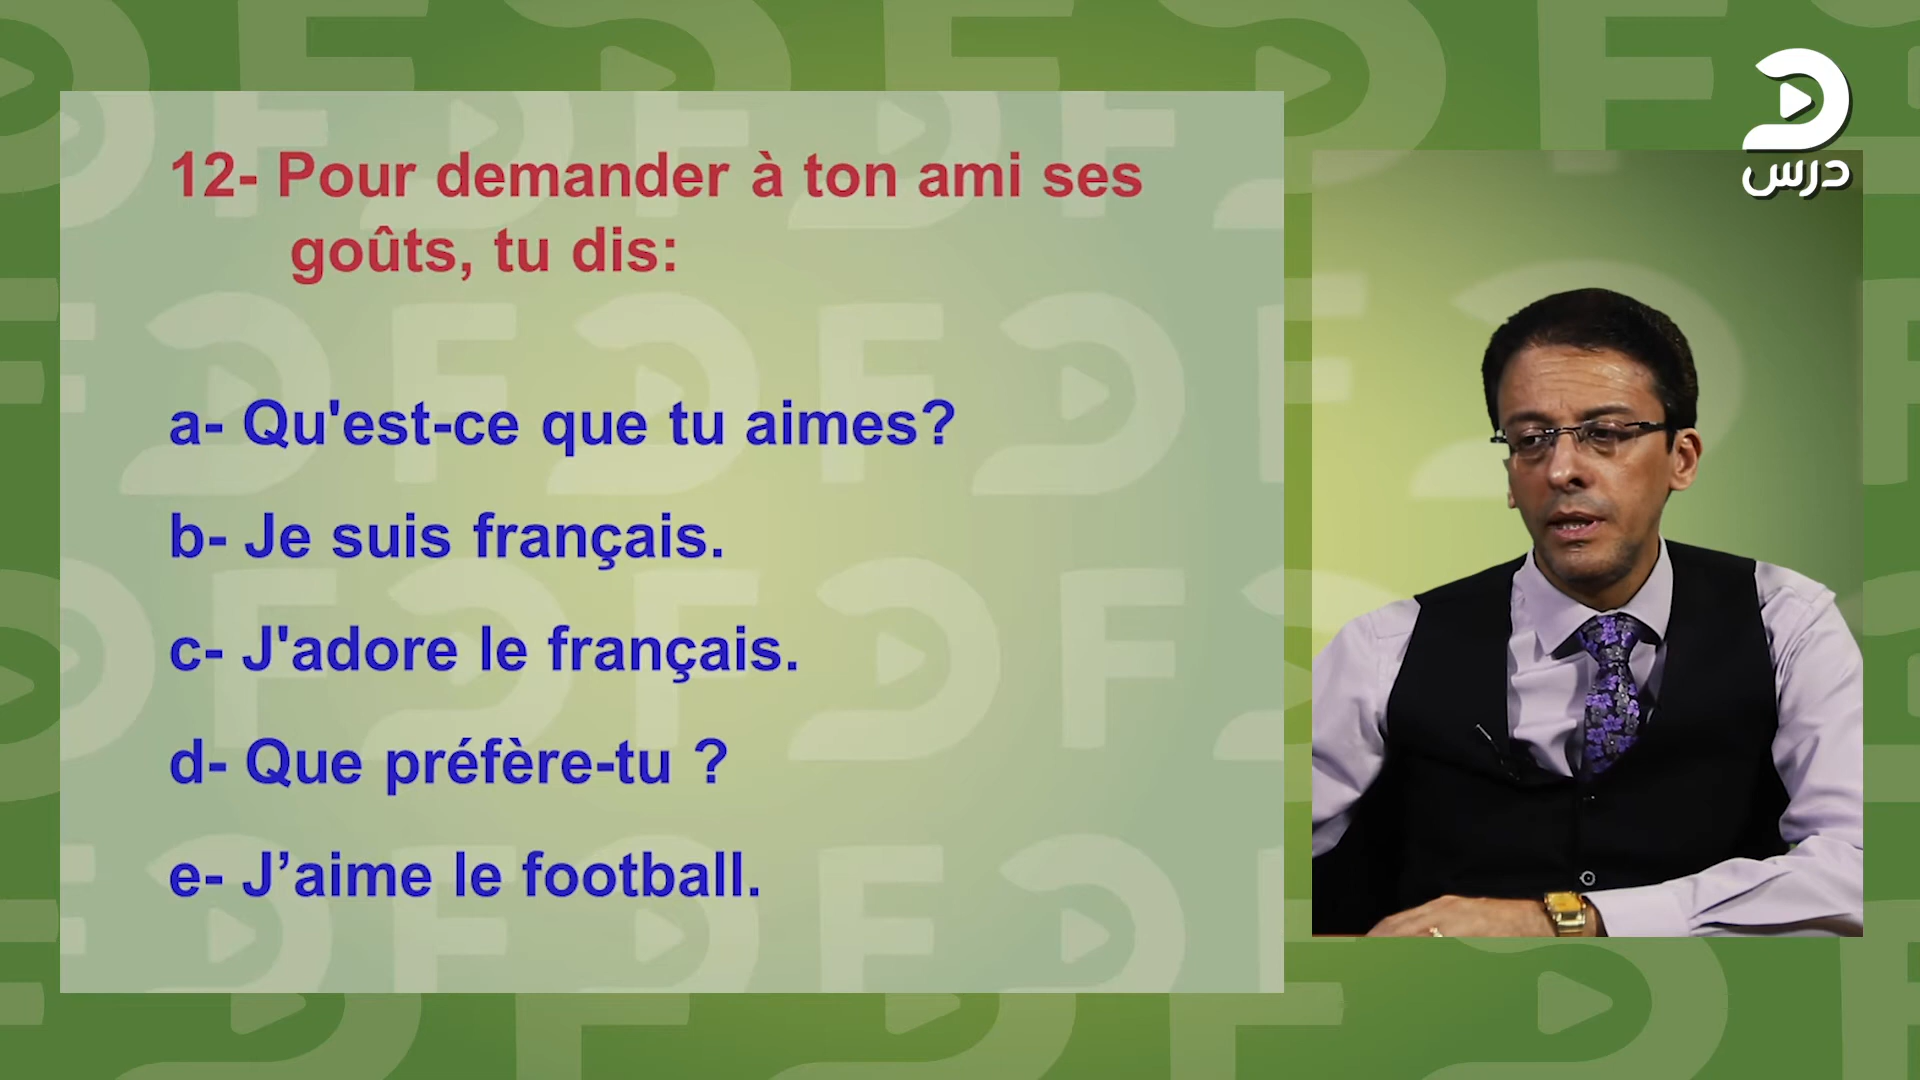 درس
12- Pour demander à ton ami ses
goûts, tu dis:
a- Qu'est-ce que tu aimes?
b- Je suis français.
c- J'adore le français.
d- Que préfère-tu ?
e- J’aime le football.